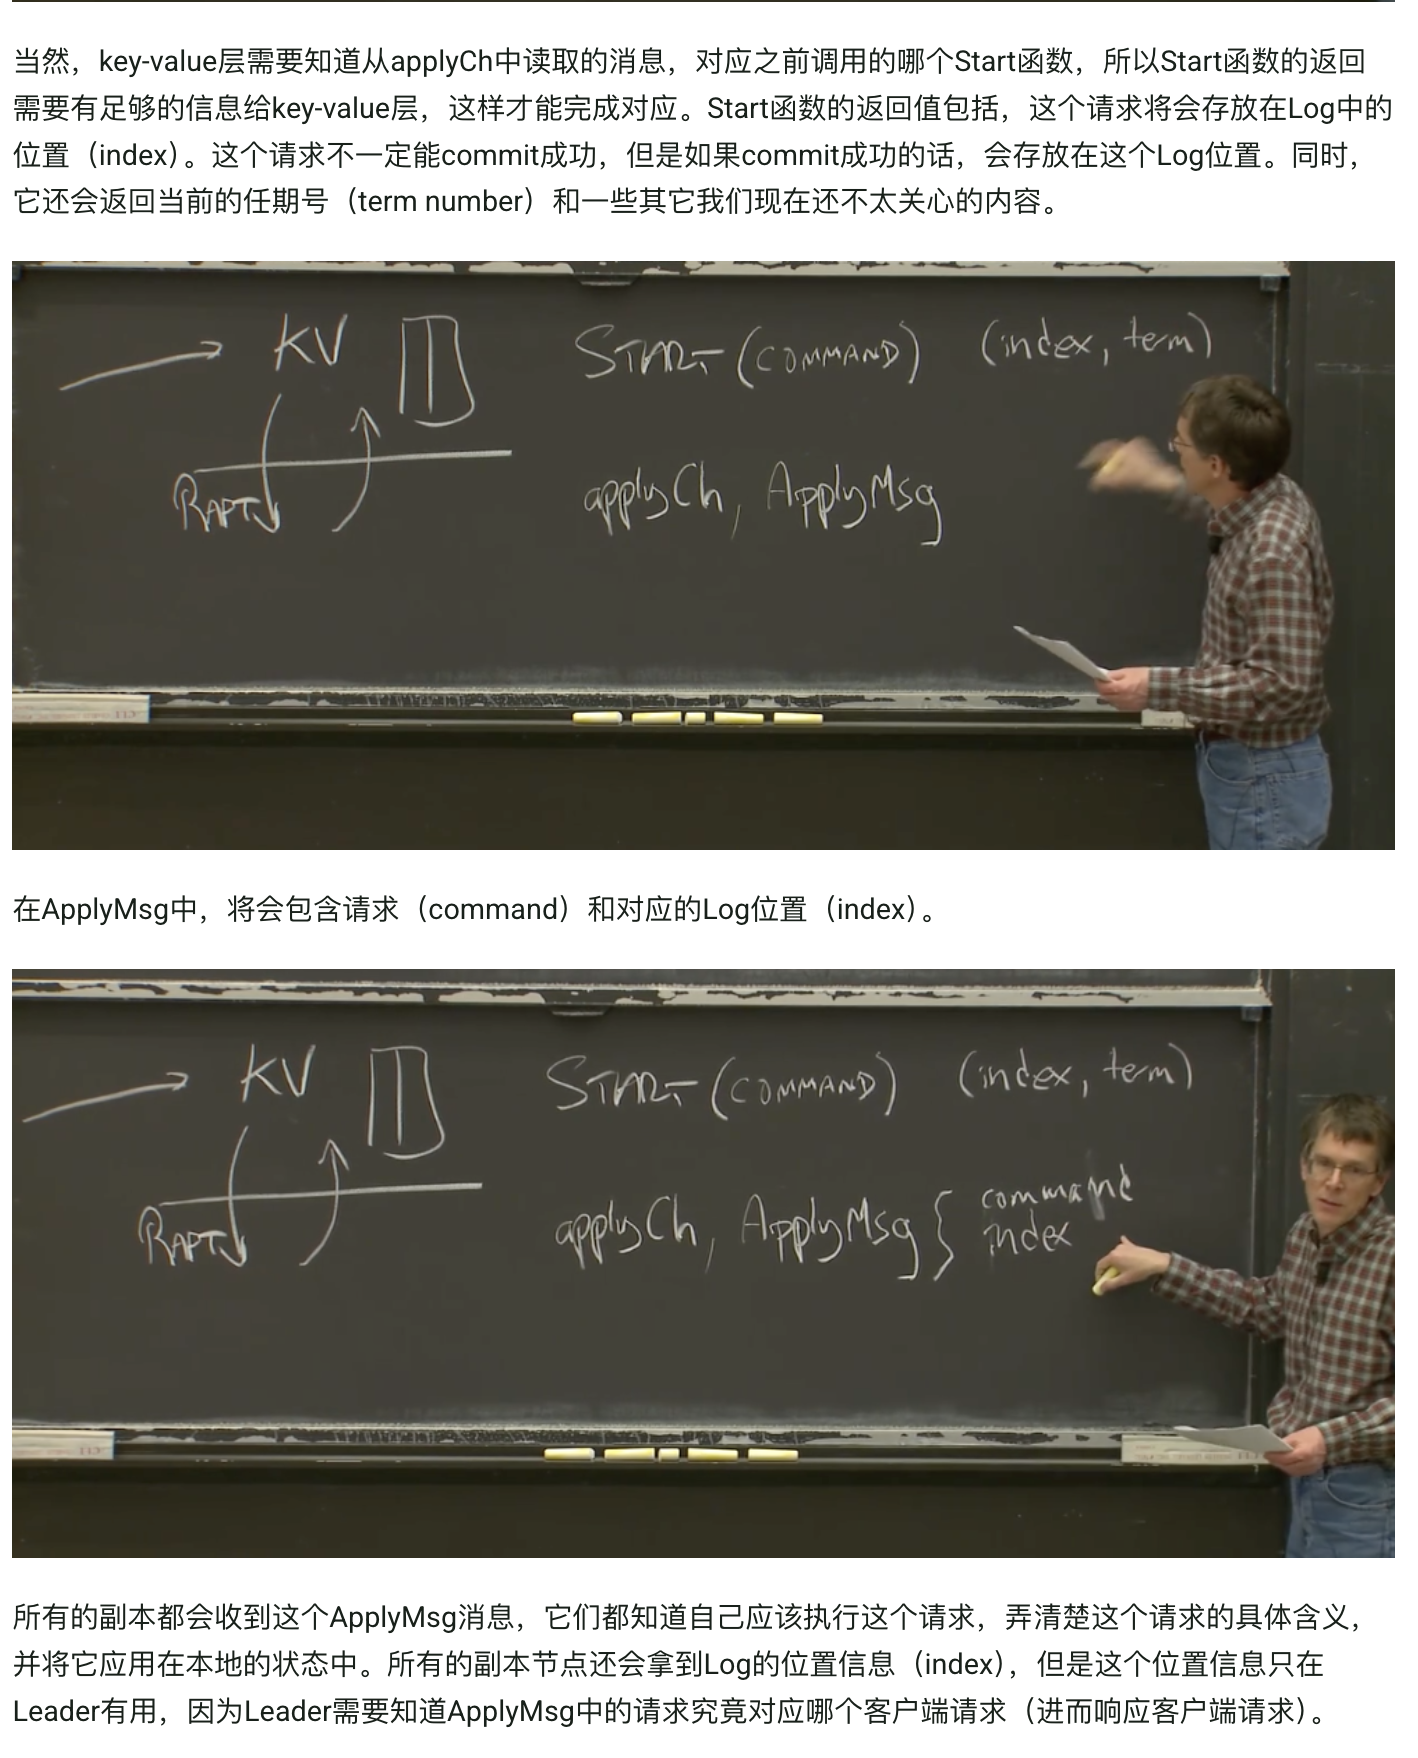 当然，key-value层需要知道从applyCh中读取的消息，对应之前调用的哪个Start函数，所以Start函数的返回
需要有足够的信息给key-value层，这样才能完成对应。Start函数的返回值包括，这个请求将会存放在Log中的
位置（index）。这个请求不一定能commit成功，但是如果commit成功的话，会存放在这个Log位置。同时，
它还会返回当前的任期号（term number）和一些其它我们现在还不太关心的内容。
KV
START (COMMAND) (index, term)
RAFT
applyCh, ApplyMsg
在ApplyMsg中，将会包含请求（command）和对应的Log位置（index）。
KV
START (COMMAND) (index, term)
RAFT
applyCh, ApplyMsg { command
index
所有的副本都会收到这个ApplyMsg消息，它们都知道自己应该执行这个请求，弄清楚这个请求的具体含义，
并将它应用在本地的状态中。所有的副本节点还会拿到Log的位置信息（index），但是这个位置信息只在
Leader有用，因为Leader需要知道ApplyMsg中的请求究竟对应哪个客户端请求（进而响应客户端请求）。